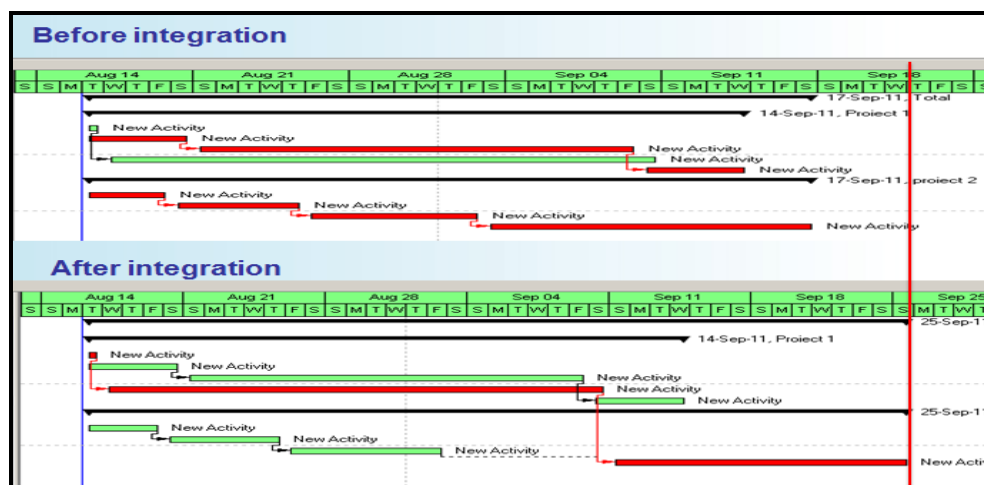 Before integration
Aug 14 Aug 21 Aug 28 Sep 04 Sep 11 Sep 18
S S M T W T F S S M T W T F S S M T W T F S S M T W T F S S M T W T F S S M T W T F S S
17-Sep-11, Total
14-Sep-11, Project 1
New Activity
New Activity
New Activity
New Activity
New Activity
17-Sep-11, project 2
New Activity
New Activity
New Activity
New Activity
After integration
Aug 14 Aug 21 Aug 28 Sep 04 Sep 11 Sep 18 Sep 25
S S M T W T F S S M T W T F S S M T W T F S S M T W T F S S M T W T F S S M T W T F S S M T W T
25-Sep-11
14-Sep-11, Project 1
New Activity
New Activity
New Activity
New Activity
New Activity
25-Sep-11
New Activity
New Activity
New Activity
New Activi